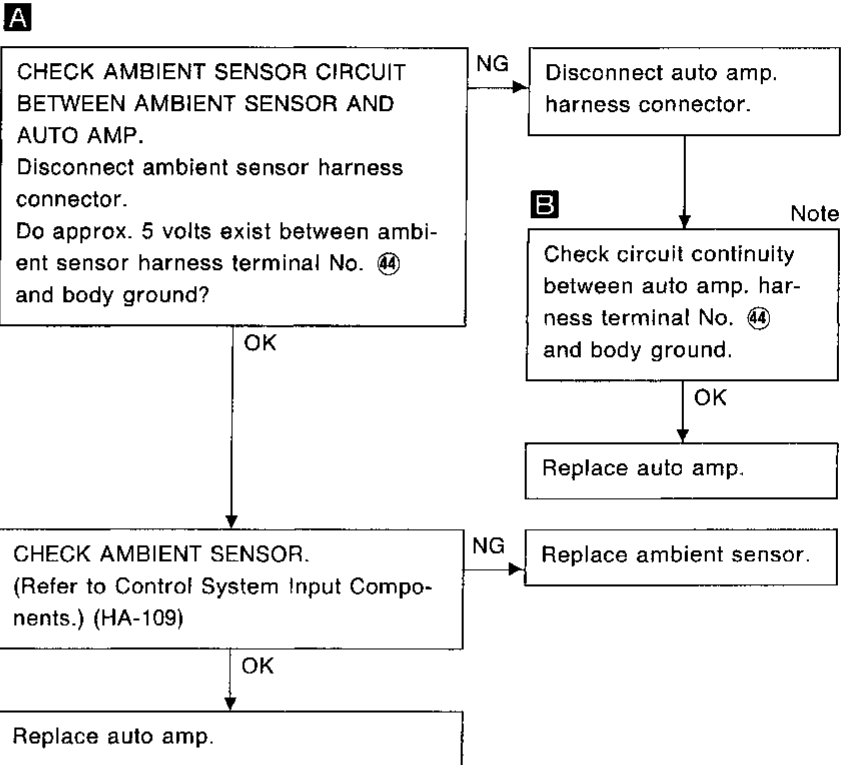 A
CHECK AMBIENT SENSOR CIRCUIT
BETWEEN AMBIENT SENSOR AND
AUTO AMP.
Disconnect ambient sensor harness
connector.
Do approx. 5 volts exist between ambi-
ent sensor harness terminal No. ㊹
and body ground?
NG
Disconnect auto amp.
harness connector.
B
Note
Check circuit continuity
between auto amp. har-
ness terminal No. ㊹
and body ground.
OK
OK
Replace auto amp.
CHECK AMBIENT SENSOR.
(Refer to Control System Input Compo-
nents.) (HA-109)
NG
Replace ambient sensor.
OK
Replace auto amp.